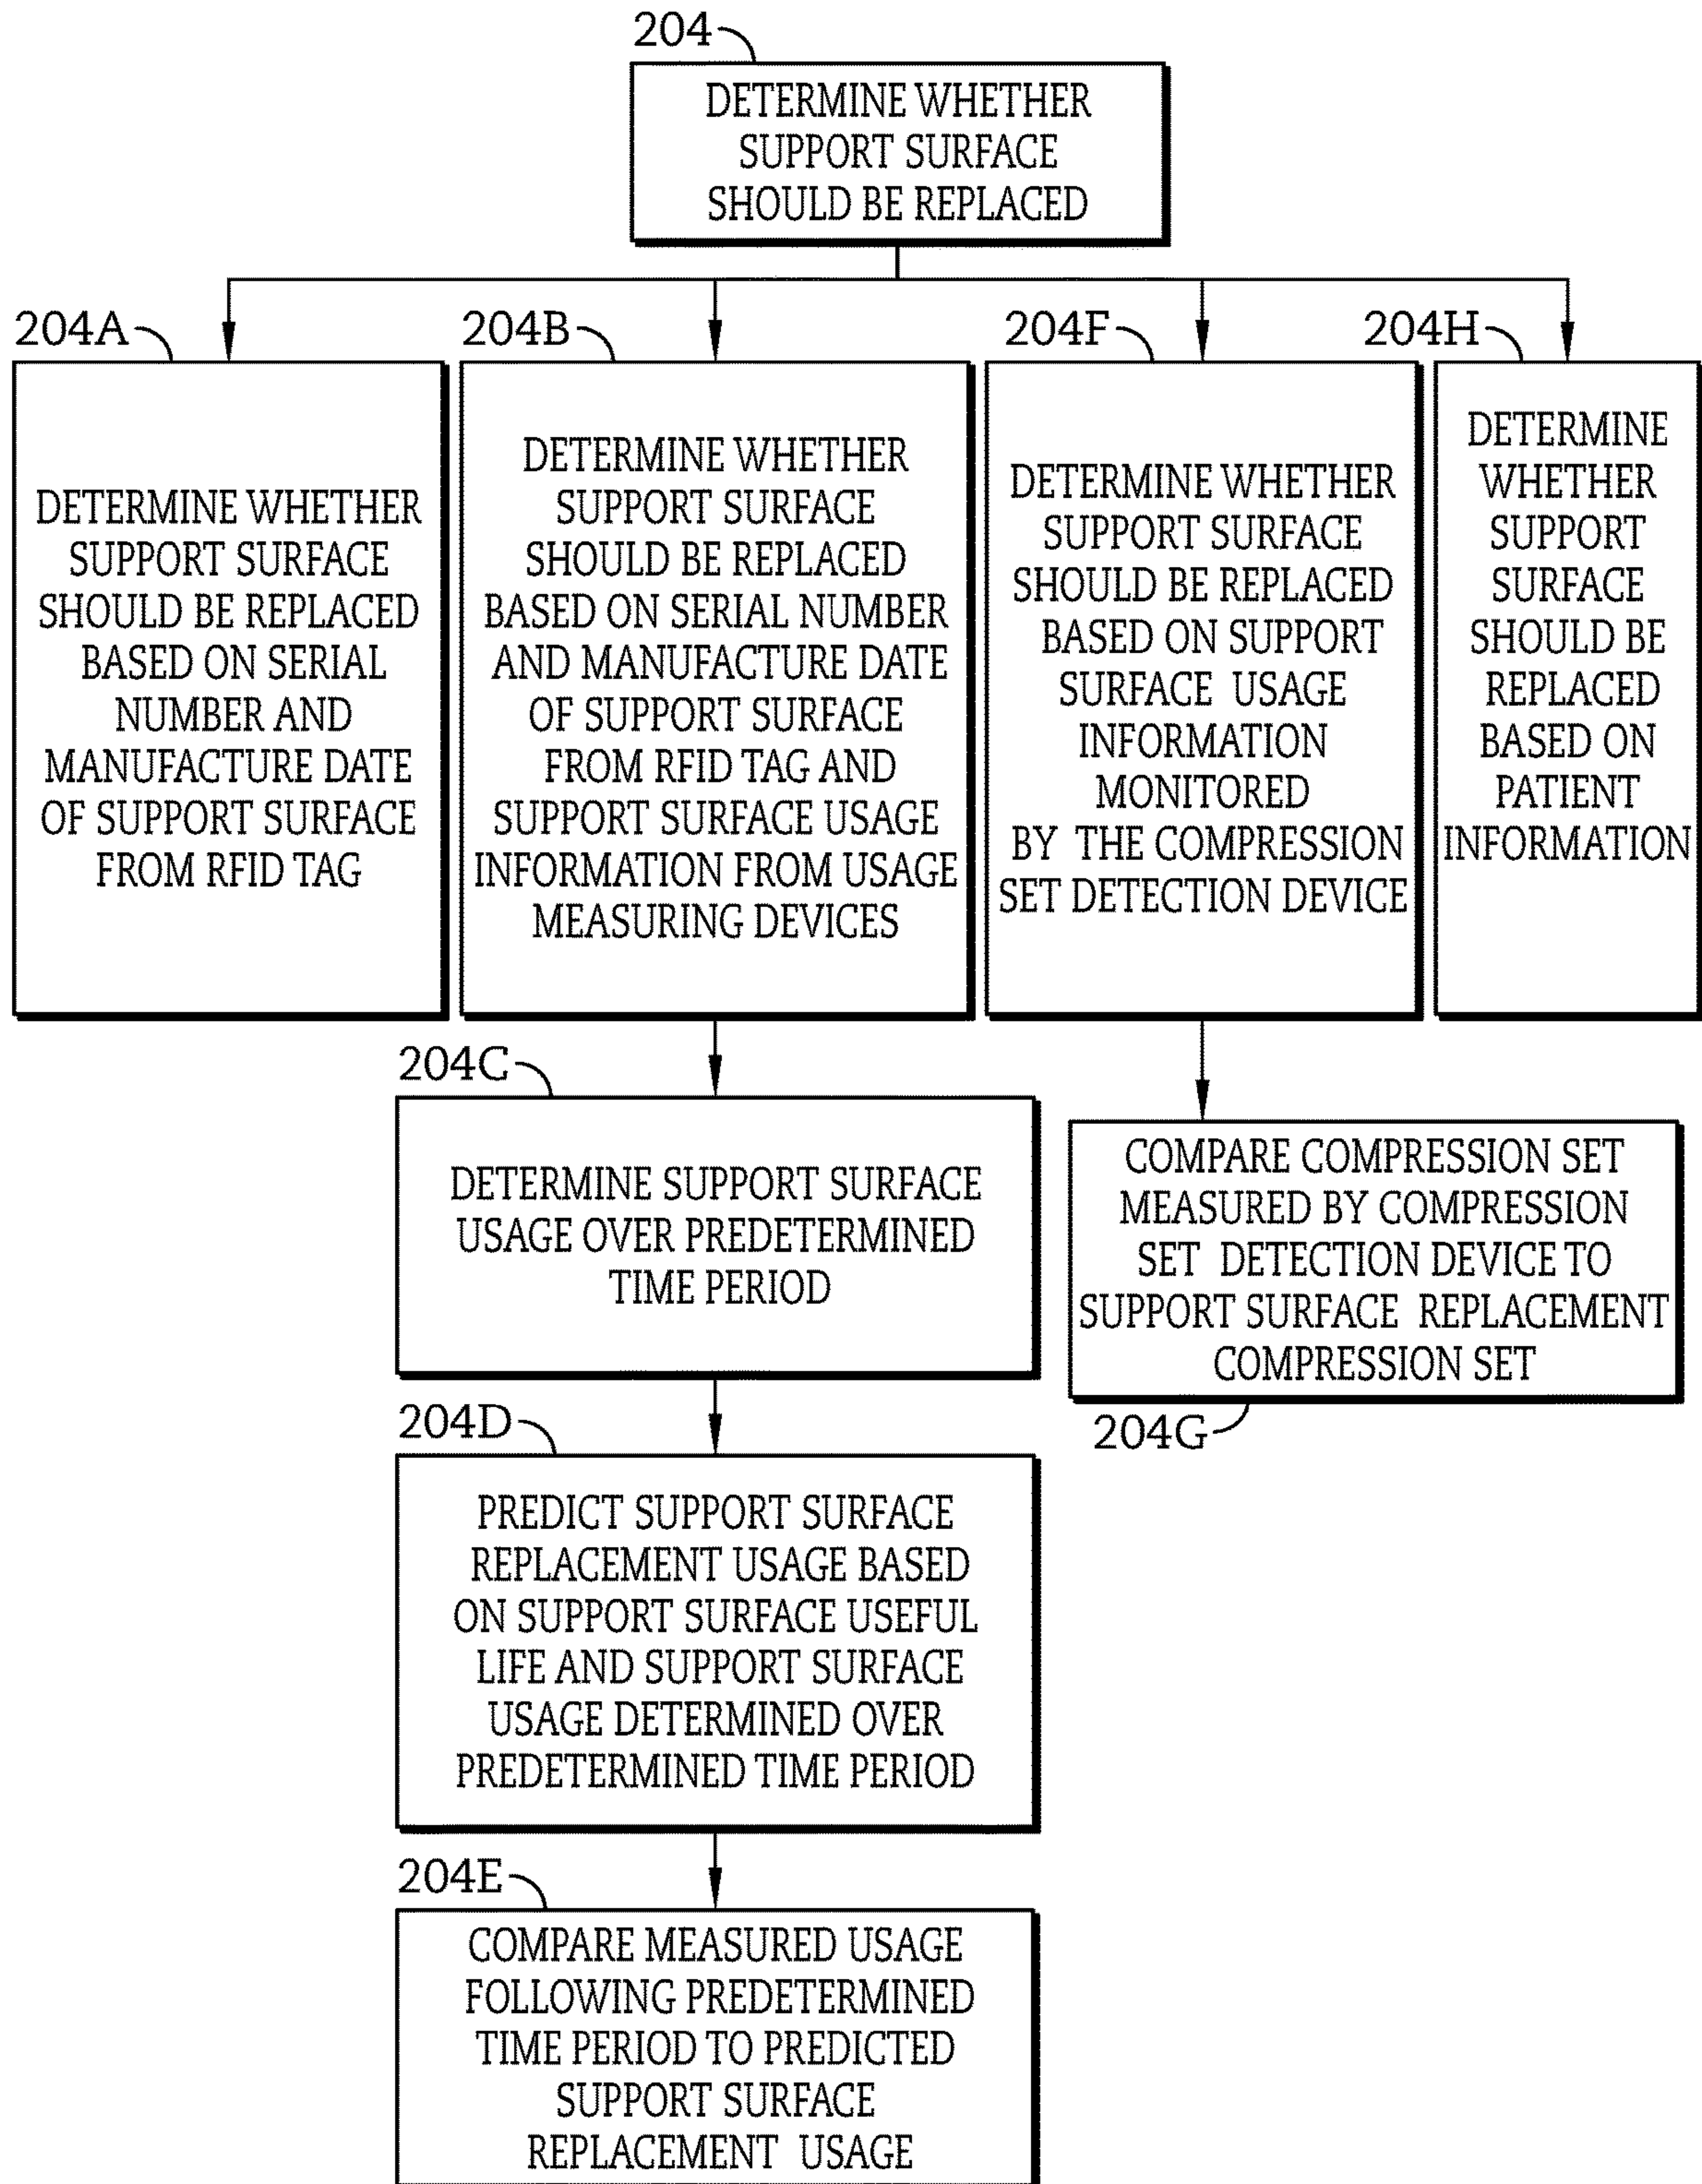 204
DETERMINE WHETHER
SUPPORT SURFACE
SHOULD BE REPLACED
204A
DETERMINE WHETHER
SUPPORT SURFACE
SHOULD BE REPLACED
BASED ON SERIAL
NUMBER AND
MANUFACTURE DATE
OF SUPPORT SURFACE
FROM RFID TAG
204B
DETERMINE WHETHER
SUPPORT SURFACE
SHOULD BE REPLACED
BASED ON SERIAL NUMBER
AND MANUFACTURE DATE
OF SUPPORT SURFACE
FROM RFID TAG AND
SUPPORT SURFACE USAGE
INFORMATION FROM USAGE
MEASURING DEVICES
204F
DETERMINE WHETHER
SUPPORT SURFACE
SHOULD BE REPLACED
BASED ON SUPPORT
SURFACE USAGE
INFORMATION
MONITORED
BY THE COMPRESSION
SET DETECTION DEVICE
204H
DETERMINE
WHETHER
SUPPORT
SURFACE
SHOULD BE
REPLACED
BASED ON
PATIENT
INFORMATION
204C
DETERMINE SUPPORT SURFACE
USAGE OVER PREDETERMINED
TIME PERIOD
204D
PREDICT SUPPORT SURFACE
REPLACEMENT USAGE BASED
ON SUPPORT SURFACE USEFUL
LIFE AND SUPPORT SURFACE
USAGE DETERMINED OVER
PREDETERMINED TIME PERIOD
204E
COMPARE MEASURED USAGE
FOLLOWING PREDETERMINED
TIME PERIOD TO PREDICTED
SUPPORT SURFACE
REPLACEMENT USAGE
COMPARE COMPRESSION SET
MEASURED BY COMPRESSION
SET DETECTION DEVICE TO
SUPPORT SURFACE REPLACEMENT
COMPRESSION SET
204G